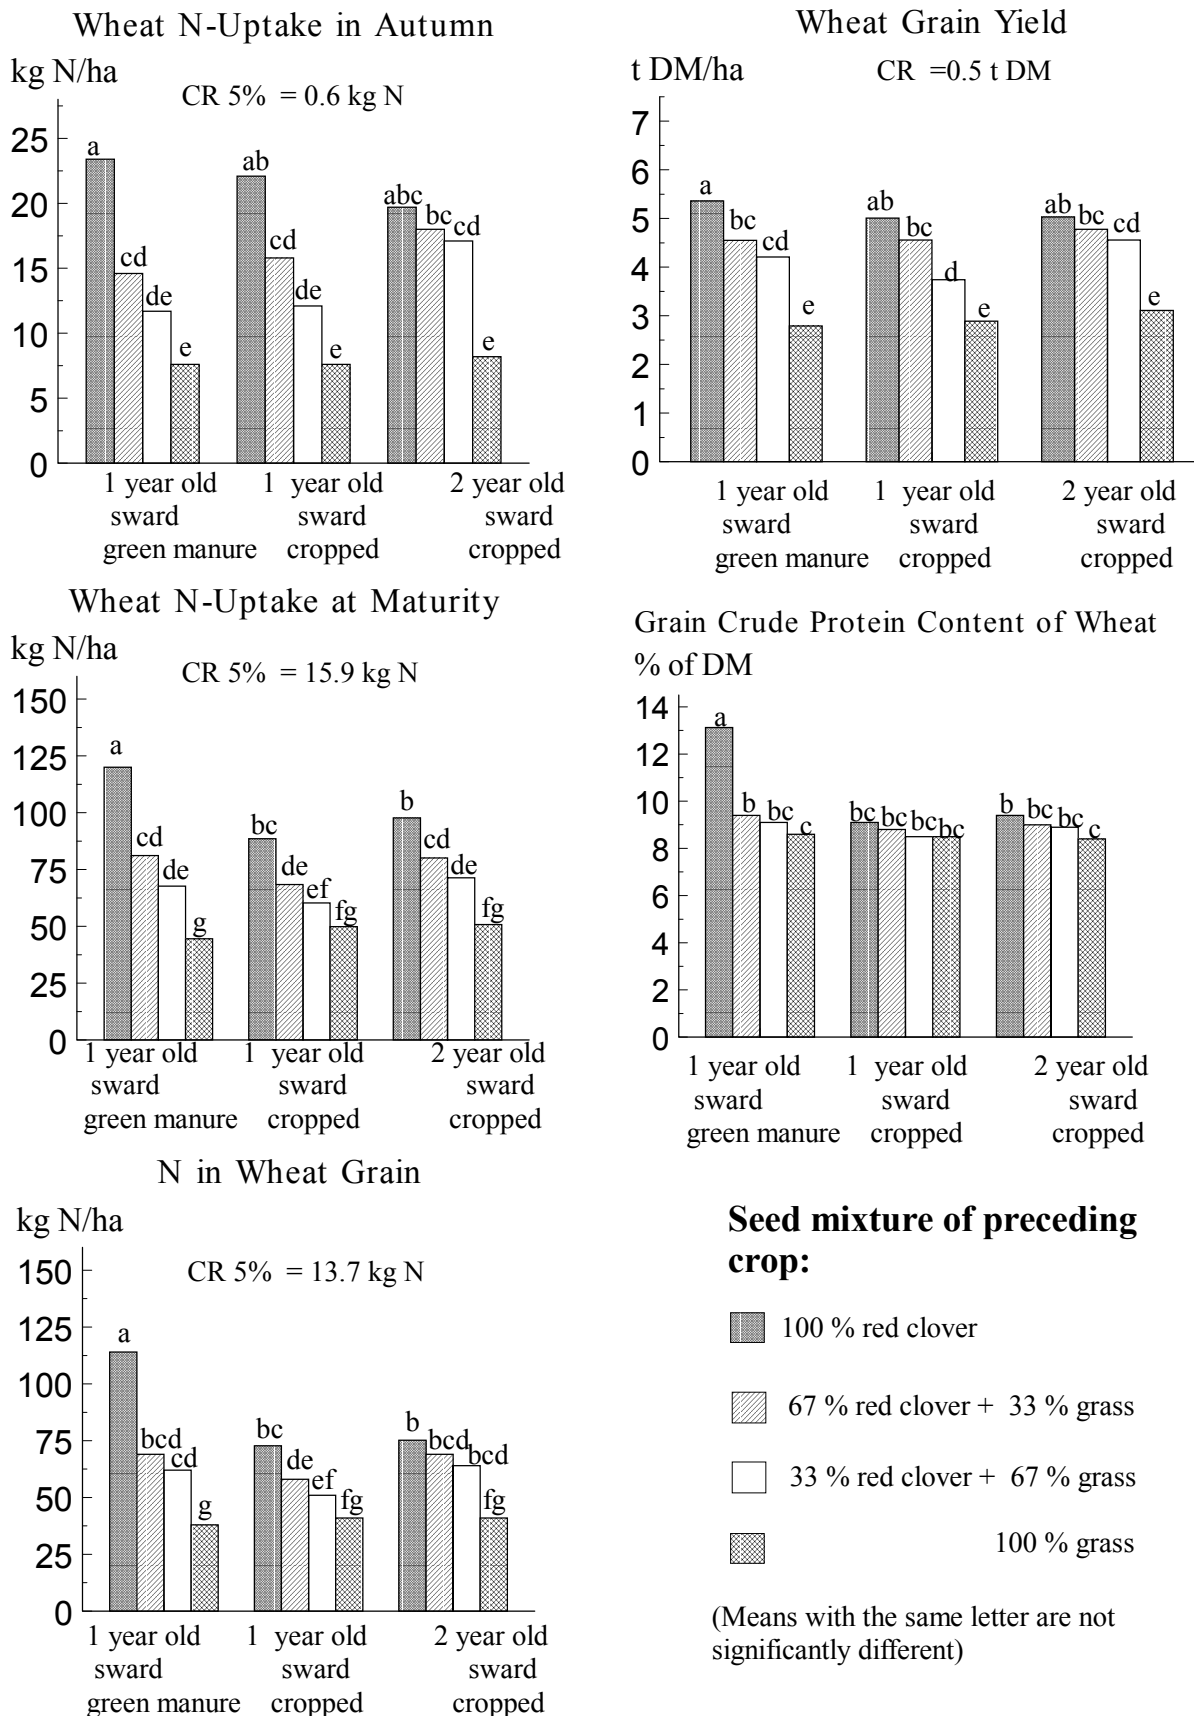 Wheat N-Uptake in Autumn
kg N/ha
CR 5% = 0.6 kg N
25
20
15
10
5
0
a
cd
de
e
ab
cd
de
e
abc
bc
cd
e
1 year old
sward
green manure
1 year old
sward
cropped
2 year old
sward
cropped
Wheat Grain Yield
t DM/ha
CR =0.5 t DM
7
6
5
4
3
2
1
0
a
bc
cd
e
ab
bc
d
e
ab
bc
cd
e
1 year old
sward
green manure
1 year old
sward
cropped
2 year old
sward
cropped
Wheat N-Uptake at Maturity
kg N/ha
CR 5% = 15.9 kg N
150
125
100
75
50
25
0
a
cd
de
g
bc
de
ef
fg
b
cd
de
fg
1 year old
sward
green manure
1 year old
sward
cropped
2 year old
sward
cropped
Grain Crude Protein Content of Wheat
% of DM
14
12
10
8
6
4
2
0
a
b
bc
c
bc
bc
bc
bc
b
bc
bc
c
1 year old
sward
green manure
1 year old
sward
cropped
2 year old
sward
cropped
N in Wheat Grain
kg N/ha
CR 5% = 13.7 kg N
150
125
100
75
50
25
0
a
bcd
cd
g
bc
de
ef
fg
b
bcd
bcd
fg
1 year old
sward
green manure
1 year old
sward
cropped
2 year old
sward
cropped
Seed mixture of preceding
crop:
100 % red clover
67 % red clover + 33 % grass
33 % red clover + 67 % grass
100 % grass
(Means with the same letter are not
significantly different)